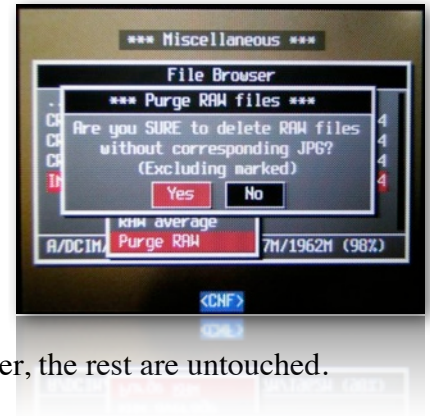 *** Miscellaneous ***
File Browser
*** Purge RAW files ***
Are you SURE to delete RAW files
without corresponding JPG?
(Excluding marked)
Yes No
RAW average
Purge RAW
A/DCIM/ 7M/1962M (98%)
<CNF>
er, the rest are untouched.